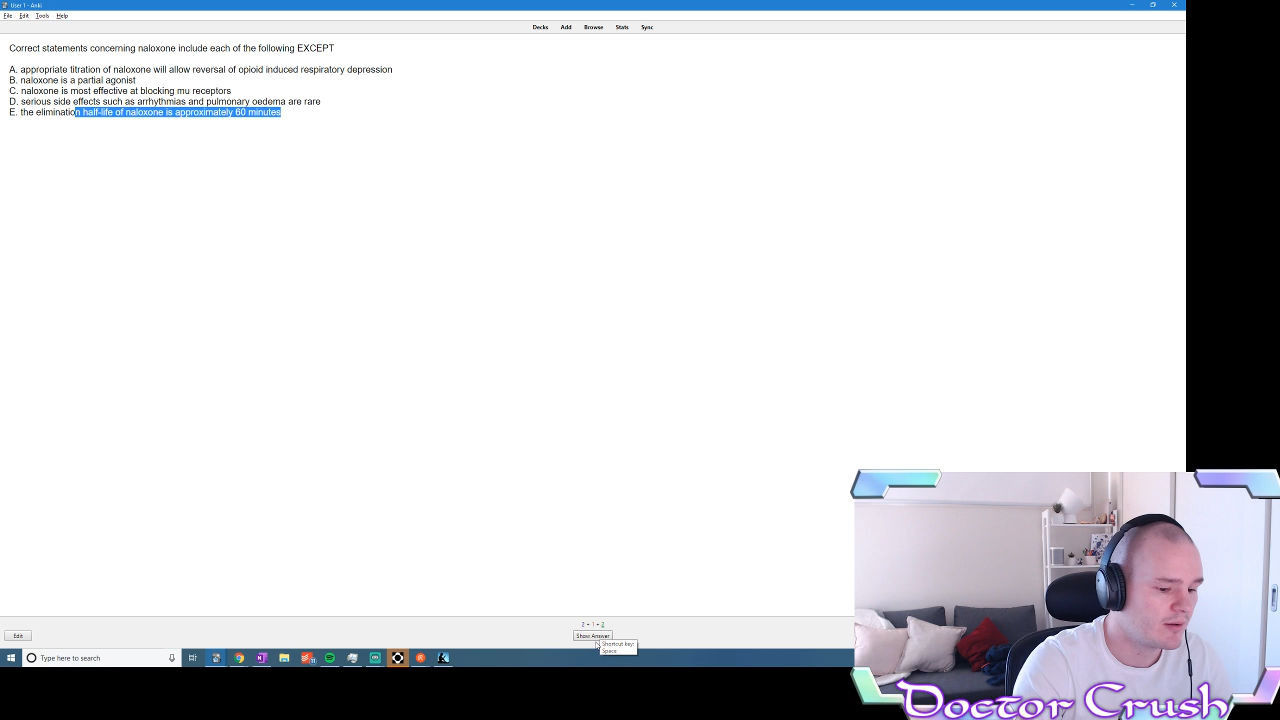 User 1 - Anki
File Edit Tools Help
Decks Add Browse Stats Sync
Correct statements concerning naloxone include each of the following EXCEPT
A. appropriate titration of naloxone will allow reversal of opioid induced respiratory depression
B. naloxone is a partial agonist
C. naloxone is most effective at blocking mu receptors
D. serious side effects such as arrhythmias and pulmonary oedema are rare
E. the elimination half-life of naloxone is approximately 60 minutes
2 + 1 + 2
Edit
Show Answer
Shortcut key:
Space
Type here to search
Doctor Crush